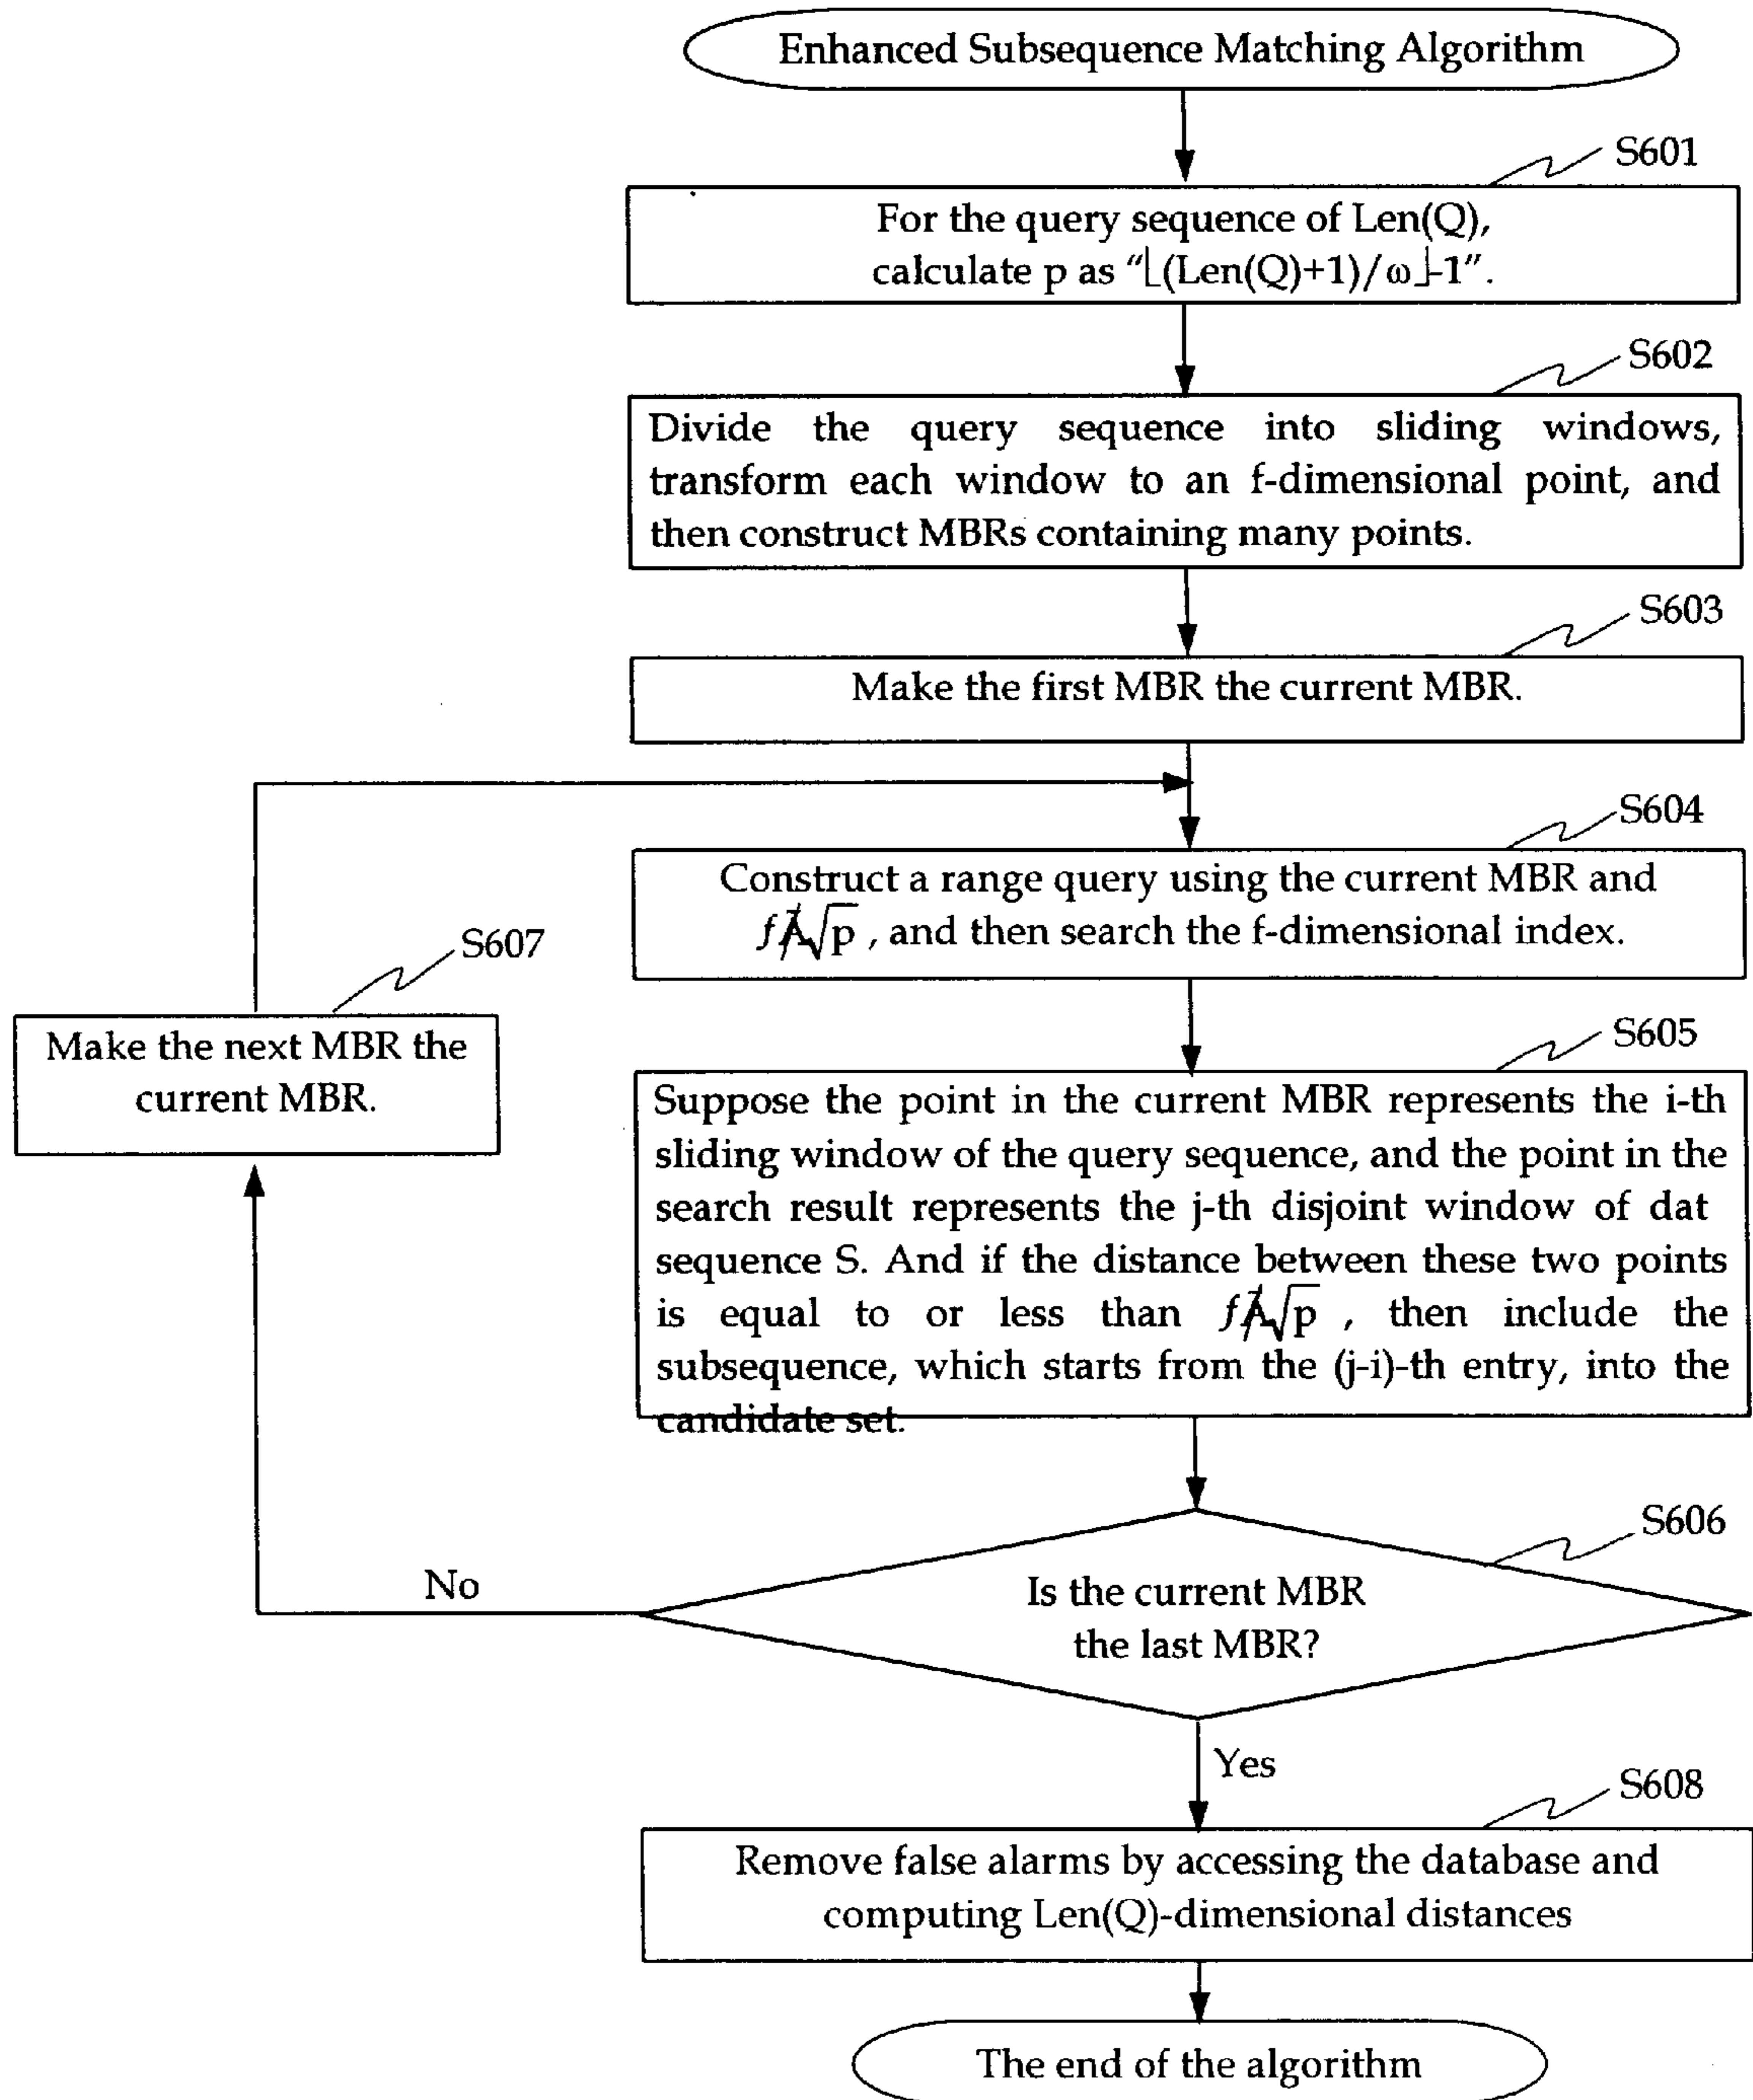 Enhanced Subsequence Matching Algorithm
S601
For the query sequence of Len(Q),
calculate p as "⌊(Len(Q)+1)/ω⌋-1".
S602
Divide the query sequence into sliding windows,
transform each window to an f-dimensional point, and
then construct MBRs containing many points.
S603
Make the first MBR the current MBR.
S604
Construct a range query using the current MBR and
√p , and then search the f-dimensional index.
S607
Make the next MBR the
current MBR.
S605
Suppose the point in the current MBR represents the i-th
sliding window of the query sequence, and the point in the
search result represents the j-th disjoint window of dat
sequence S. And if the distance between these two points
is equal to or less than √p , then include the
subsequence, which starts from the (j-i)-th entry, into the
candidate set.
S606
No
Is the current MBR
the last MBR?
Yes
S608
Remove false alarms by accessing the database and
computing Len(Q)-dimensional distances
The end of the algorithm